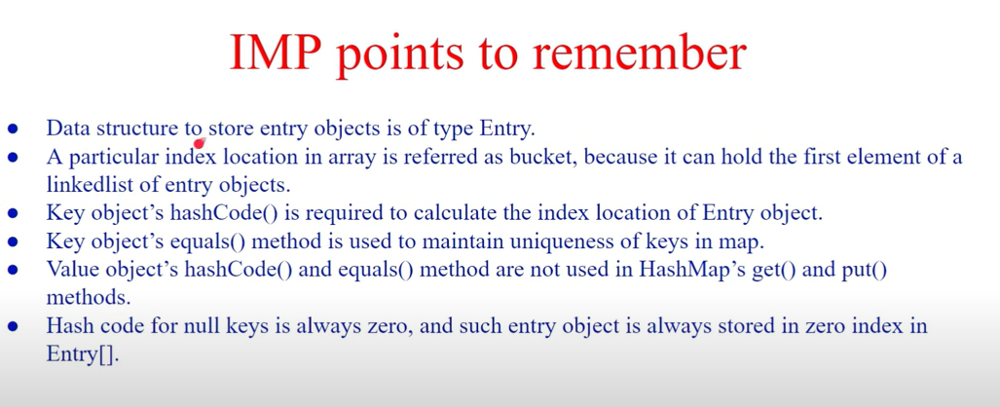 IMP points to remember
● Data structure to store entry objects is of type Entry.
● A particular index location in array is referred as bucket, because it can hold the first element of a
linkedlist of entry objects.
● Key object’s hashCode() is required to calculate the index location of Entry object.
● Key object’s equals() method is used to maintain uniqueness of keys in map.
● Value object’s hashCode() and equals() method are not used in HashMap’s get() and put()
methods.
● Hash code for null keys is always zero, and such entry object is always stored in zero index in
Entry[].